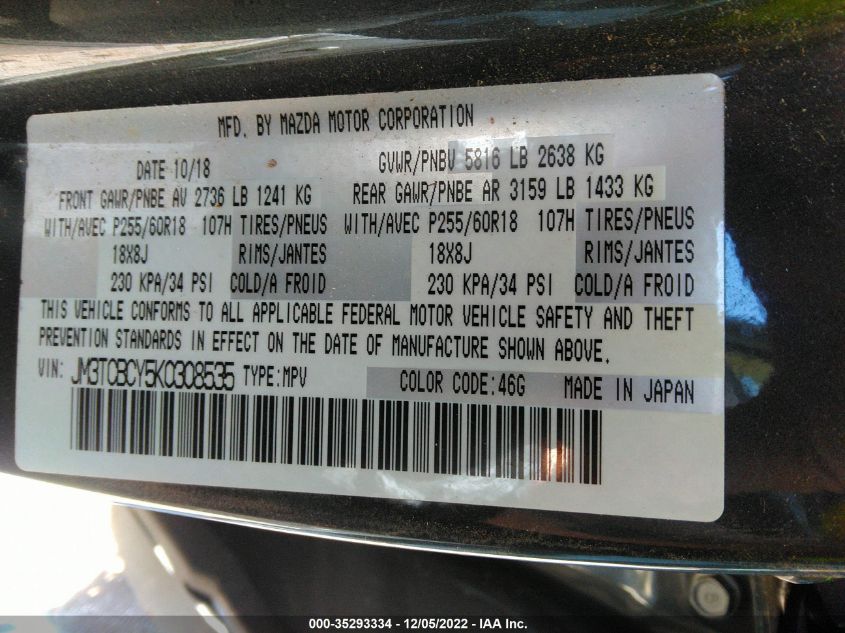 MFD. BY MAZDA MOTOR CORPORATION
DATE 10/18 GVWR/PNBV 5816 LB 2638 KG
FRONT GAWR/PNBE AV 2736 LB 1241 KG REAR GAWR/PNBE AR 3159 LB 1433 KG
WITH/AVEC P255/60R18 107H TIRES/PNEUS WITH/AVEC P255/60R18 107H TIRES/PNEUS
18X8J RIMS/JANTES 18X8J RIMS/JANTES
230 KPA/34 PSI COLD/A FROID 230 KPA/34 PSI COLD/A FROID
THIS VEHICLE CONFORMS TO ALL APPLICABLE FEDERAL MOTOR VEHICLE SAFETY AND THEFT
PREVENTION STANDARDS IN EFFECT ON THE DATE OF MANUFACTURE SHOWN ABOVE.
VIN: JM3TCBCY5K0308535 TYPE:MPV COLOR CODE:46G MADE IN JAPAN
000-35293334 - 12/05/2022 - IAA Inc.